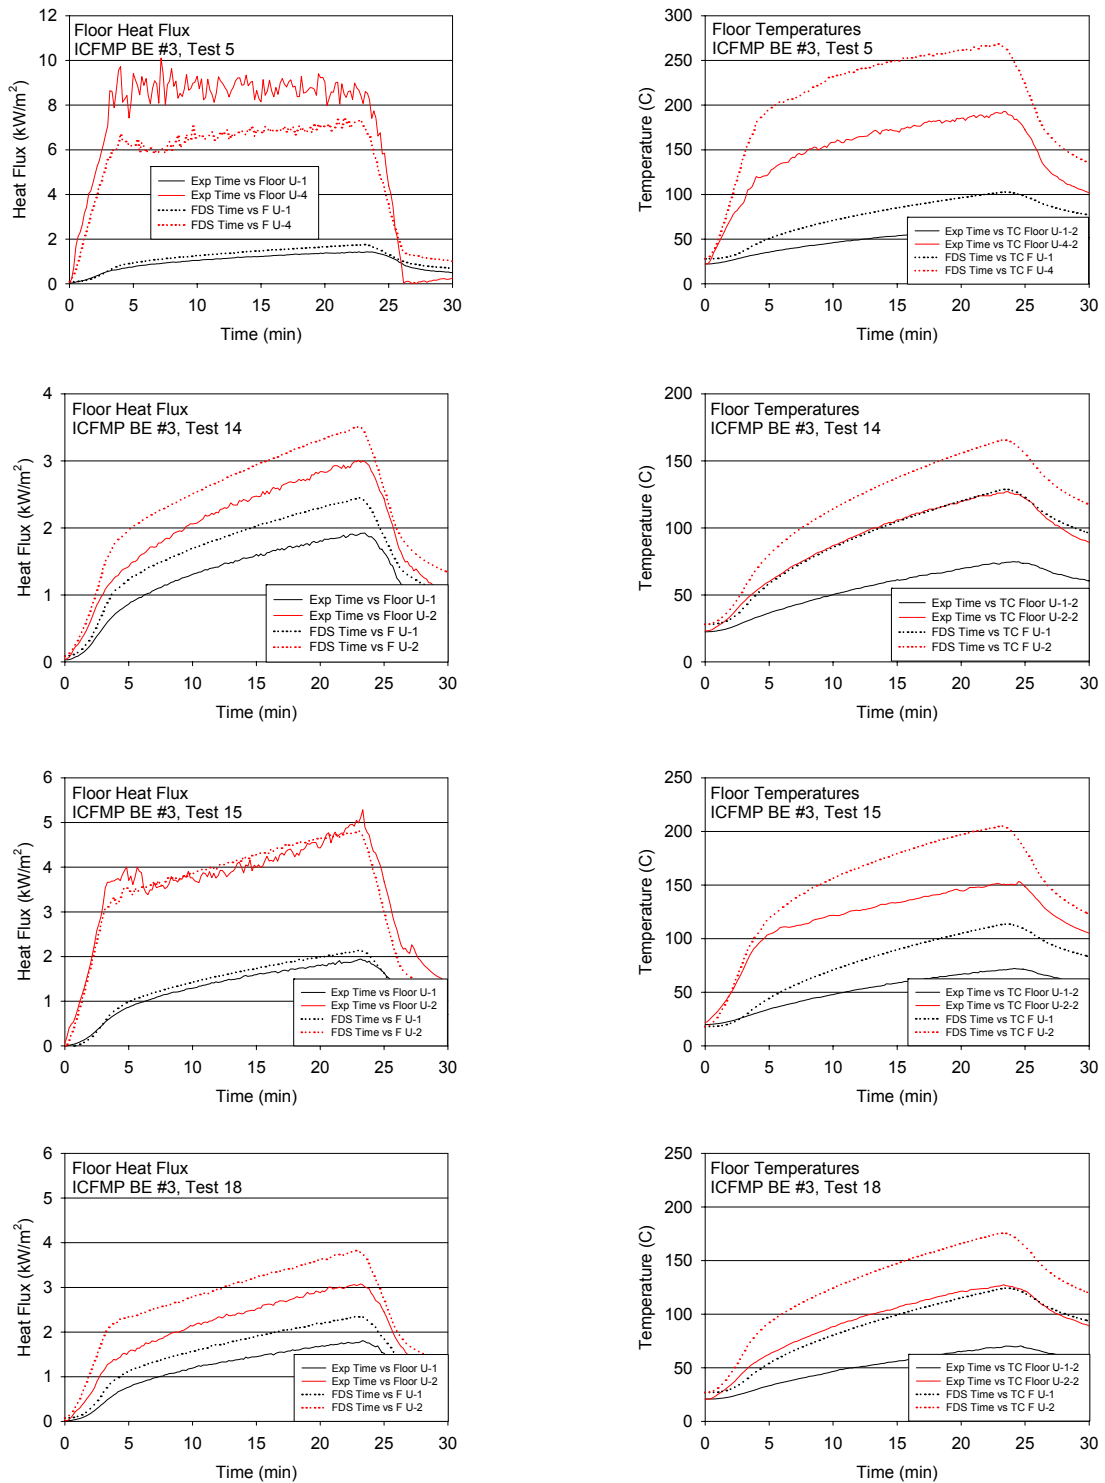 Floor Heat Flux
ICFMP BE #3, Test 5
Heat Flux (kW/m²)
12
10
8
6
4
2
0
Exp Time vs Floor U-1
Exp Time vs Floor U-4
FDS Time vs F U-1
FDS Time vs F U-4
0 5 10 15 20 25 30
Time (min)
Floor Temperatures
ICFMP BE #3, Test 5
Temperature (C)
300
250
200
150
100
50
0
Exp Time vs TC Floor U-1-2
Exp Time vs TC Floor U-4-2
FDS Time vs TC F U-1
FDS Time vs TC F U-4
0 5 10 15 20 25 30
Time (min)
Floor Heat Flux
ICFMP BE #3, Test 14
Heat Flux (kW/m²)
4
3
2
1
0
Exp Time vs Floor U-1
Exp Time vs Floor U-2
FDS Time vs F U-1
FDS Time vs F U-2
0 5 10 15 20 25 30
Time (min)
Floor Temperatures
ICFMP BE #3, Test 14
Temperature (C)
200
150
100
50
0
Exp Time vs TC Floor U-1-2
Exp Time vs TC Floor U-2-2
FDS Time vs TC F U-1
FDS Time vs TC F U-2
0 5 10 15 20 25 30
Time (min)
Floor Heat Flux
ICFMP BE #3, Test 15
Heat Flux (kW/m²)
6
5
4
3
2
1
0
Exp Time vs Floor U-1
Exp Time vs Floor U-2
FDS Time vs F U-1
FDS Time vs F U-2
0 5 10 15 20 25 30
Time (min)
Floor Temperatures
ICFMP BE #3, Test 15
Temperature (C)
250
200
150
100
50
0
Exp Time vs TC Floor U-1-2
Exp Time vs TC Floor U-2-2
FDS Time vs TC F U-1
FDS Time vs TC F U-2
0 5 10 15 20 25 30
Time (min)
Floor Heat Flux
ICFMP BE #3, Test 18
Heat Flux (kW/m²)
6
5
4
3
2
1
0
Exp Time vs Floor U-1
Exp Time vs Floor U-2
FDS Time vs F U-1
FDS Time vs F U-2
0 5 10 15 20 25 30
Time (min)
Floor Temperatures
ICFMP BE #3, Test 18
Temperature (C)
250
200
150
100
50
0
Exp Time vs TC Floor U-1-2
Exp Time vs TC Floor U-2-2
FDS Time vs TC F U-1
FDS Time vs TC F U-2
0 5 10 15 20 25 30
Time (min)